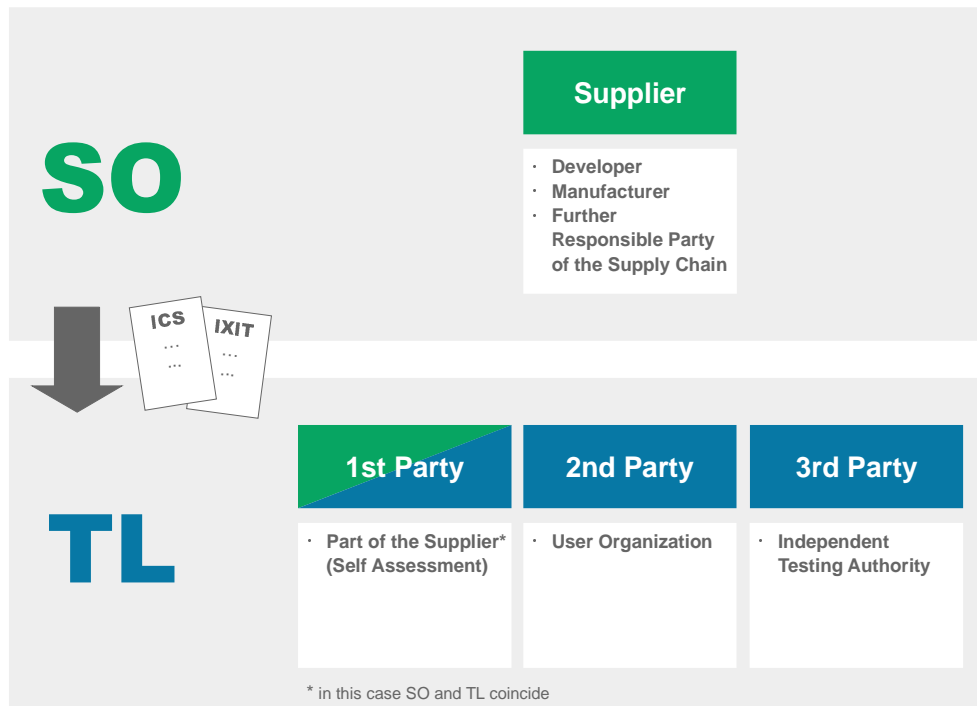 SO
Supplier
· Developer
· Manufacturer
· Further
Responsible Party
of the Supply Chain
ICS
...
...
IXIT
...
...
TL
1st Party
· Part of the Supplier*
(Self Assessment)
2nd Party
· User Organization
3rd Party
· Independent
Testing Authority
* in this case SO and TL coincide